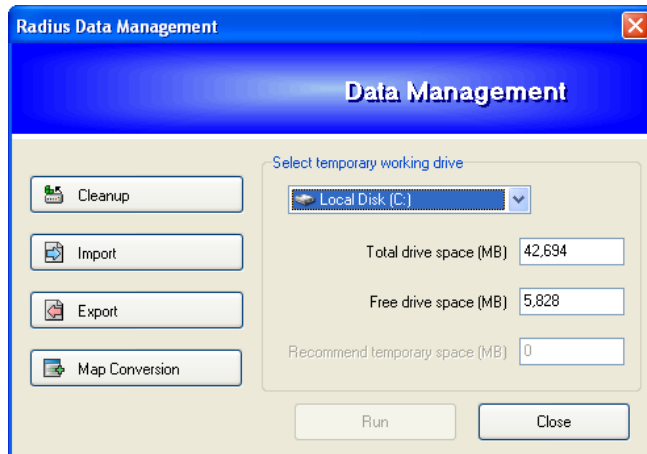 Radius Data Management
Data Management
Cleanup
Import
Export
Map Conversion
Select temporary working drive
Local Disk (C:)
Total drive space (MB) 42,694
Free drive space (MB) 5,828
Recommend temporary space (MB) 0
Run Close